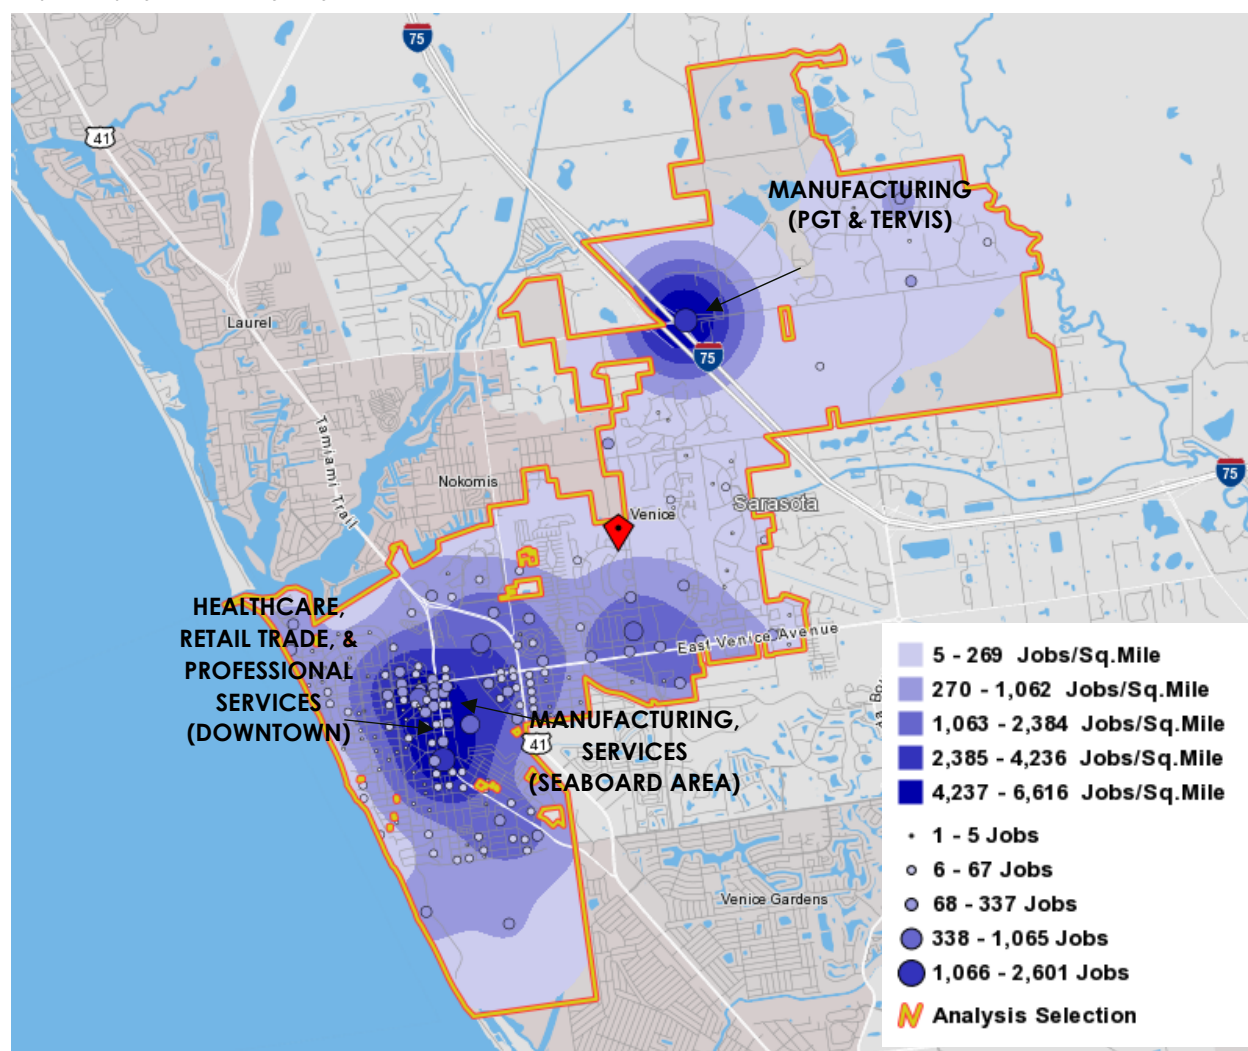 75
41
MANUFACTURING
(PGT & TERVIS)
Laurel
75
Tamiami Trail
75
Nokomis
Sarasota
Venice
HEALTHCARE,
RETAIL TRADE, &
PROFESSIONAL
SERVICES
(DOWNTOWN)
East Venice Avenue
MANUFACTURING,
SERVICES
(SEABOARD AREA)
41
Venice Gardens
5 - 269 Jobs/Sq.Mile
270 - 1,062 Jobs/Sq.Mile
1,063 - 2,384 Jobs/Sq.Mile
2,385 - 4,236 Jobs/Sq.Mile
4,237 - 6,616 Jobs/Sq.Mile
1 - 5 Jobs
6 - 67 Jobs
68 - 337 Jobs
338 - 1,065 Jobs
1,066 - 2,601 Jobs
Analysis Selection